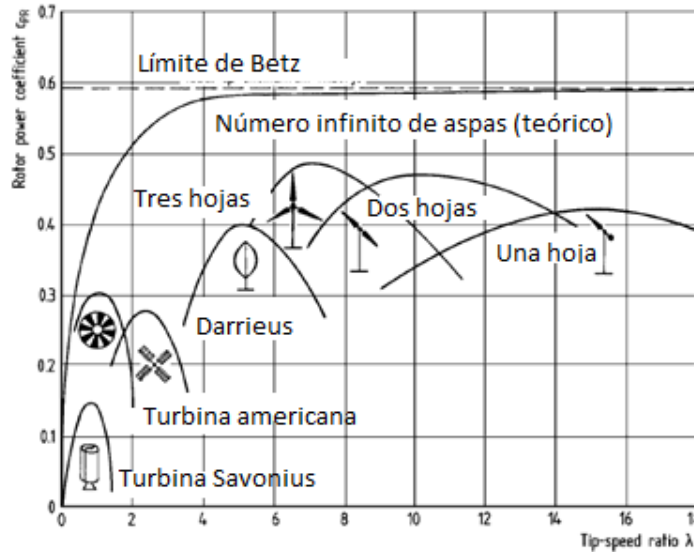 Rotor power coefficient cPR
0.7
0.6
0.5
0.4
0.3
0.2
0.1
0
Límite de Betz
Número infinito de aspas (teórico)
Tres hojas
Dos hojas
Una hoja
Darrieus
Turbina americana
Turbina Savonius
0 2 4 6 8 10 12 14 16 18
Tip-speed ratio λ